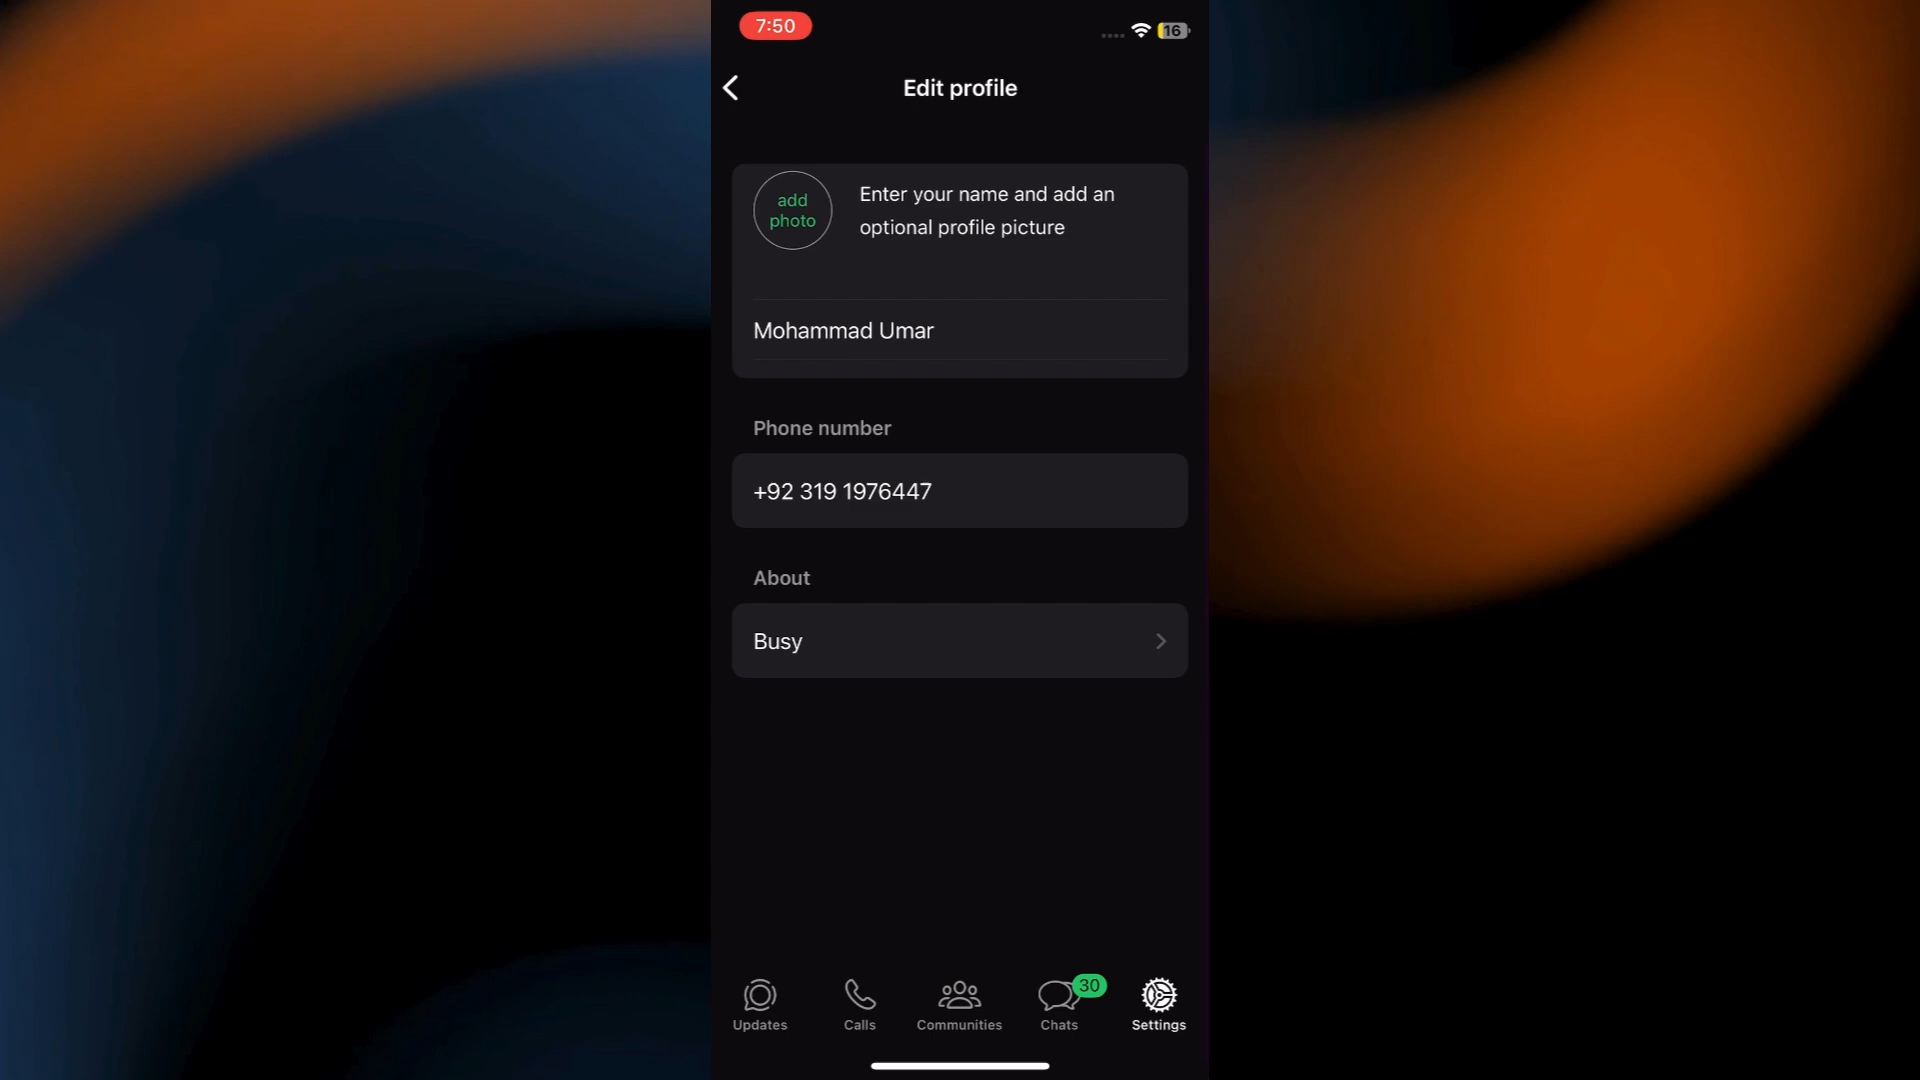 7:50
16
Edit profile
add
photo
Enter your name and add an
optional profile picture
Mohammad Umar
Phone number
+92 319 1976447
About
Busy
30
Updates
Calls
Communities
Chats
Settings